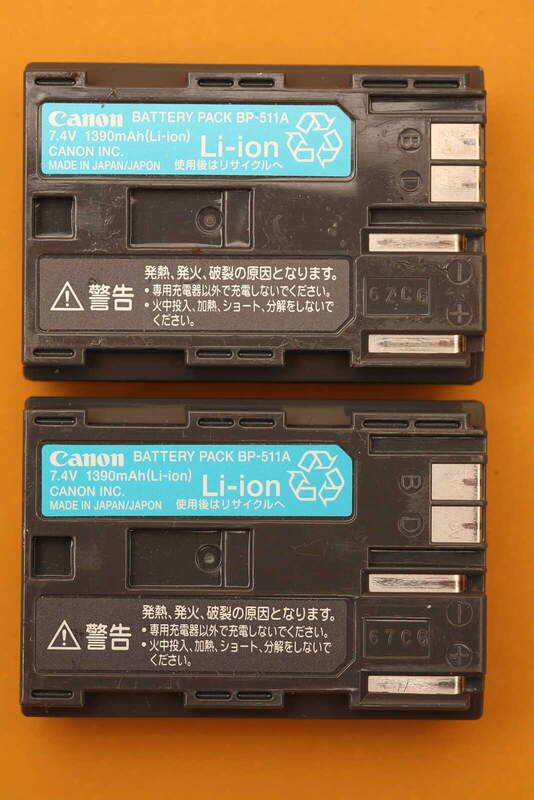 Canon BATTERY PACK BP-511A
7.4V 1390mAh(Li-ion)
CANON INC. Li-ion
MADE IN JAPAN/JAPON 使用後はリサイクルへ
B
D
警告
発熱、発火、破裂の原因となります。
•専用充電器以外で充電しないでください。
•火中投入、加熱、ショート、分解をしないで
ください。
67C6
Canon BATTERY PACK BP-511A
7.4V 1390mAh(Li-ion)
CANON INC. Li-ion
MADE IN JAPAN/JAPON 使用後はリサイクルへ
B
D
警告
発熱、発火、破裂の原因となります。
•専用充電器以外で充電しないでください。
•火中投入、加熱、ショート、分解をしないで
ください。
67C6